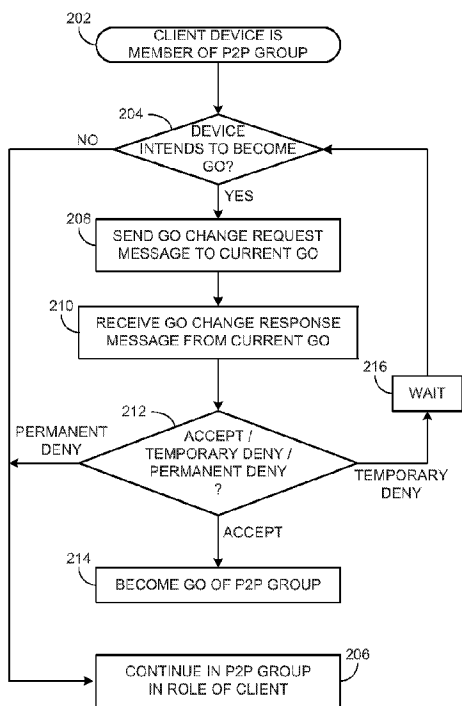 202
CLIENT DEVICE IS
MEMBER OF P2P GROUP
204
DEVICE
INTENDS TO BECOME
GO?
NO
YES
208
SEND GO CHANGE REQUEST
MESSAGE TO CURRENT GO
210
RECEIVE GO CHANGE RESPONSE
MESSAGE FROM CURRENT GO
216
WAIT
212
ACCEPT /
TEMPORARY DENY /
PERMANENT DENY
?
PERMANENT
DENY
TEMPORARY
DENY
ACCEPT
214
BECOME GO OF P2P GROUP
206
CONTINUE IN P2P GROUP
IN ROLE OF CLIENT